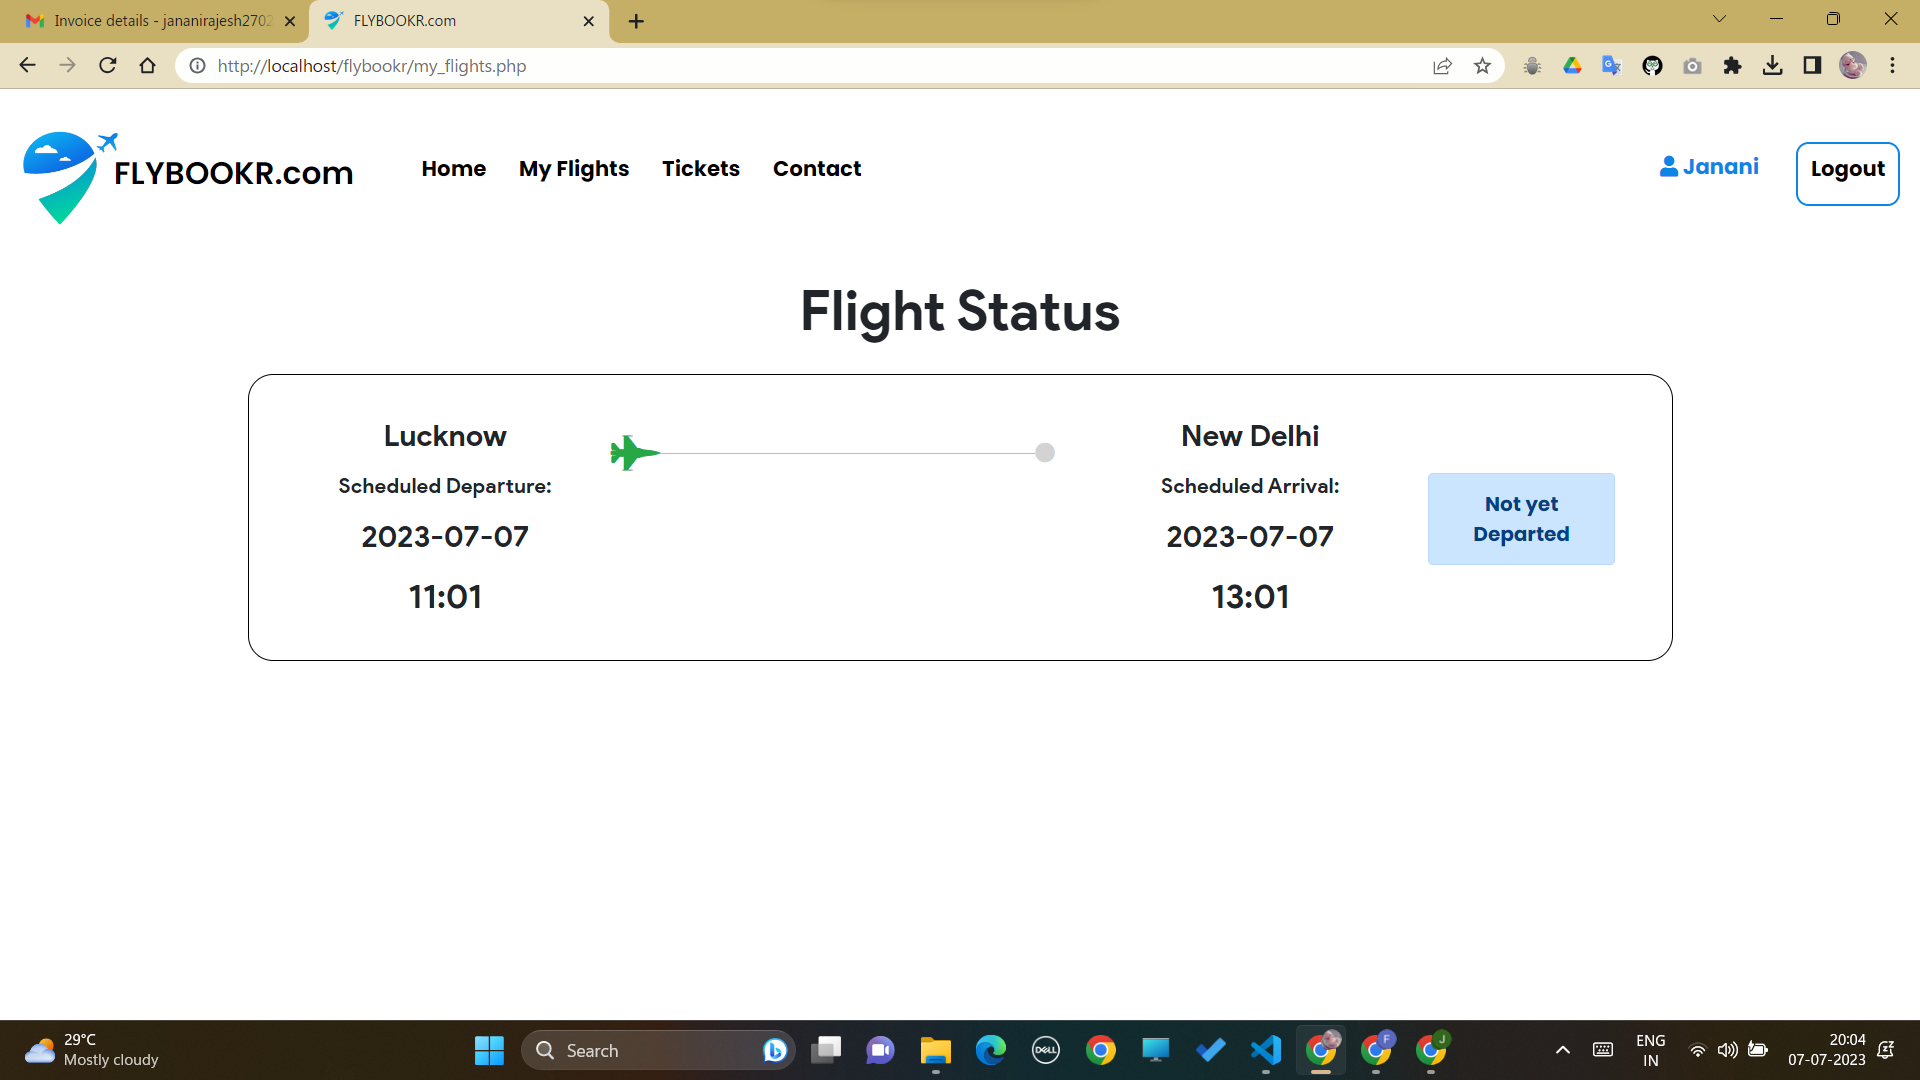 Invoice details - jananirajesh2702
FLYBOOKR.com
http://localhost/flybookr/my_flights.php
FLYBOOKR.com
Home
My Flights
Tickets
Contact
Janani
Logout
Flight Status
Lucknow
Scheduled Departure:
2023-07-07
11:01
New Delhi
Scheduled Arrival:
2023-07-07
13:01
Not yet
Departed
29°C
Mostly cloudy
Search
DELL
F
J
ENG
IN
20:04
07-07-2023